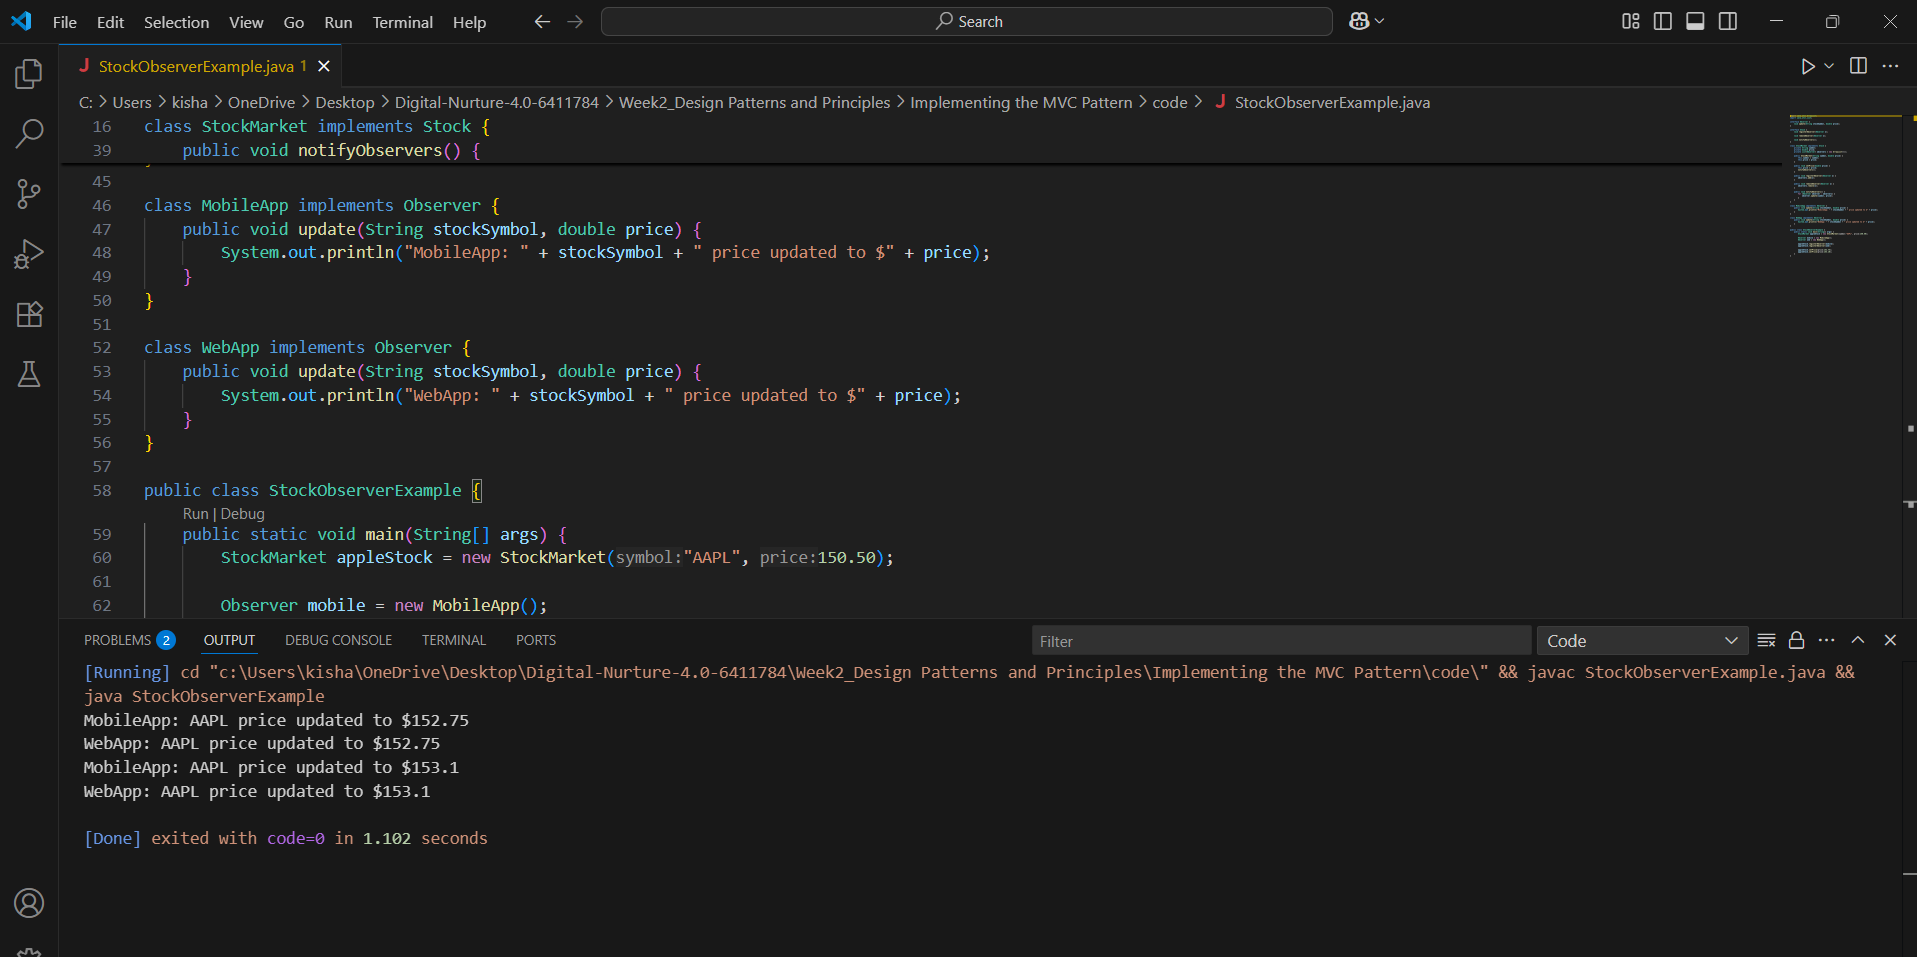 File Edit Selection View Go Run Terminal Help Search
StockObserverExample.java 1
C: > Users > kisha > OneDrive > Desktop > Digital-Nurture-4.0-6411784 > Week2_Design Patterns and Principles > Implementing the MVC Pattern > code > J StockObserverExample.java
16 class StockMarket implements Stock {
39 public void notifyObservers() {
45
46 class MobileApp implements Observer {
47 public void update(String stockSymbol, double price) {
48 System.out.println("MobileApp: " + stockSymbol + " price updated to $" + price);
49 }
50 }
51
52 class WebApp implements Observer {
53 public void update(String stockSymbol, double price) {
54 System.out.println("WebApp: " + stockSymbol + " price updated to $" + price);
55 }
56 }
57
58 public class StockObserverExample {
Run | Debug
59 public static void main(String[] args) {
60 StockMarket appleStock = new StockMarket(symbol:"AAPL", price:150.50);
61
62 Observer mobile = new MobileApp();
PROBLEMS 2 OUTPUT DEBUG CONSOLE TERMINAL PORTS Filter Code
[Running] cd "c:\Users\kisha\OneDrive\Desktop\Digital-Nurture-4.0-6411784\Week2_Design Patterns and Principles\Implementing the MVC Pattern\code\" && javac StockObserverExample.java &&
java StockObserverExample
MobileApp: AAPL price updated to $152.75
WebApp: AAPL price updated to $152.75
MobileApp: AAPL price updated to $153.1
WebApp: AAPL price updated to $153.1
[Done] exited with code=0 in 1.102 seconds